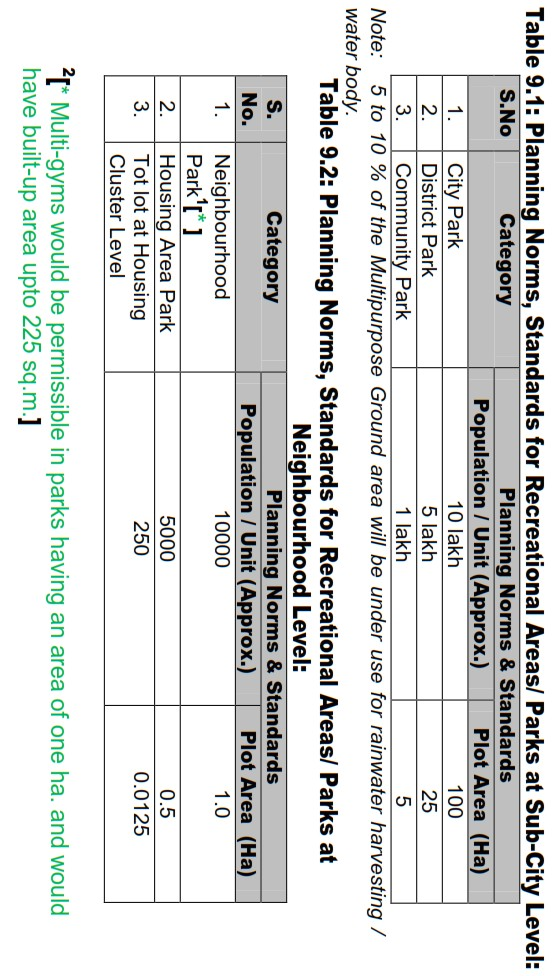 Table 9.1: Planning Norms, Standards for Recreational Areas/ Parks at Sub-City Level:
S.No Category Planning Norms & Standards
Population / Unit (Approx.) Plot Area (Ha)
1. City Park 10 lakh 100
2. District Park 5 lakh 25
3. Community Park 1 lakh 5
Note: 5 to 10 % of the Multipurpose Ground area will be under use for rainwater harvesting /
water body.
Table 9.2: Planning Norms, Standards for Recreational Areas/ Parks at
Neighbourhood Level:
S. Category Planning Norms & Standards
No. Population / Unit (Approx.) Plot Area (Ha)
1. Neighbourhood 10000 1.0
Park¹[* ]
2. Housing Area Park 5000 0.5
3. Tot lot at Housing 250 0.0125
Cluster Level
²[* Multi-gyms would be permissible in parks having an area of one ha. and would
have built-up area upto 225 sq.m.]